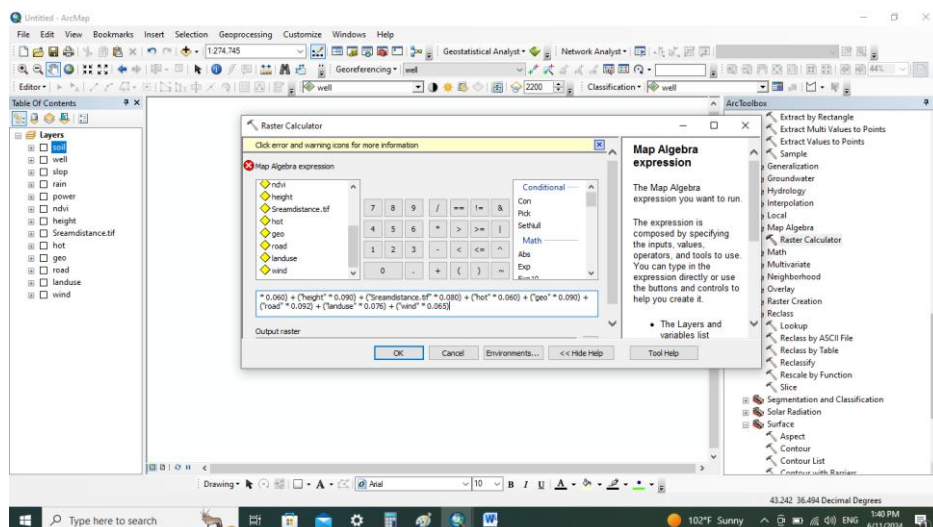 Untitled - ArcMap
File Edit View Bookmarks Insert Selection Geoprocessing Customize Windows Help
1:274,745
Geostatistical Analyst
Network Analyst
Georeferencing well
44%
Editor
well
2200
Classification
well
Table Of Contents
Layers
soil
well
slop
rain
power
ndvi
height
Sreamdistance.tif
hot
geo
road
landuse
wind
Raster Calculator
Click error and warning icons for more information
Map Algebra expression
ndvi
height
Sreamdistance.tif
hot
geo
road
landuse
wind
7 8 9 / == != &
4 5 6 * > >= |
1 2 3 - < <= ^
0 . + ( ) ~
Conditional
Con
Pick
SetNull
Math
Abs
Exp
Exp10
* 0.060) + ("height" * 0.090) + ("Sreamdistance.tif" * 0.080) + ("hot" * 0.060) + ("geo" * 0.090) +
("road" * 0.092) + ("landuse" * 0.076) + ("wind" * 0.065)
Output raster
OK Cancel Environments... << Hide Help Tool Help
Map Algebra
expression
The Map Algebra
expression you want to run.
The expression is
composed by specifying
the inputs, values,
operators, and tools to use.
You can type in the
expression directly or use
the buttons and controls to
help you create it.
• The Layers and
variables list
ArcToolbox
Extract by Rectangle
Extract Multi Values to Points
Extract Values to Points
Sample
Generalization
Groundwater
Hydrology
Interpolation
Local
Map Algebra
Raster Calculator
Math
Multivariate
Neighborhood
Overlay
Raster Creation
Reclass
Lookup
Reclass by ASCII File
Reclass by Table
Reclassify
Rescale by Function
Slice
Segmentation and Classification
Solar Radiation
Surface
Aspect
Contour
Contour List
Contour with Barriers
Drawing
A
Arial
10
B I U A
43.242 36.494 Decimal Degrees
Type here to search
102°F Sunny
ENG
1:40 PM
6/11/2024